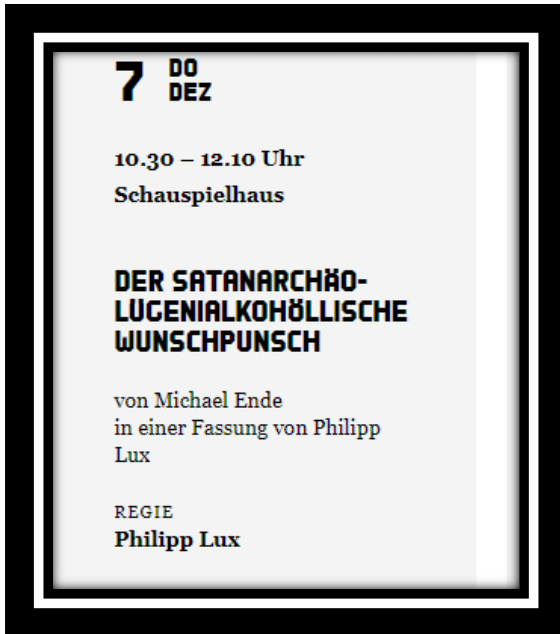 7 DO
DEZ
10.30 – 12.10 Uhr
Schauspielhaus
DER SATANARCHÄO-
LÜGENIALKOHÖLLISCHE
WUNSCHPUNSCH
von Michael Ende
in einer Fassung von Philipp
Lux
REGIE
Philipp Lux